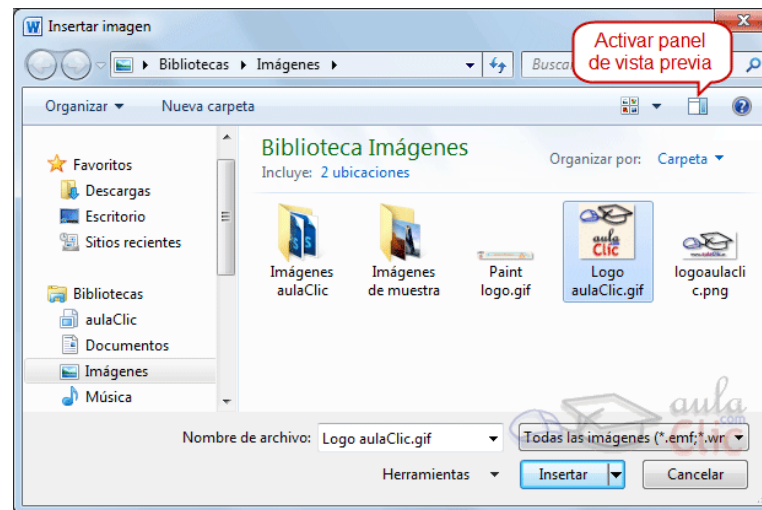 Insertar imagen
Activar panel
de vista previa
Bibliotecas
Imágenes
Organizar
Nueva carpeta
Favoritos
Descargas
Escritorio
Sitios recientes
Bibliotecas
aulaClic
Documentos
Imágenes
Música
Biblioteca Imágenes
Incluye: 2 ubicaciones
Organizar por: Carpeta
Imágenes
aulaClic
Imágenes
de muestra
Paint
logo.gif
aula
Clic
Logo
aulaClic.gif
logoaulacli
c.png
Nombre de archivo: Logo aulaClic.gif
Todas las imágenes (*.emf;*.wr
Herramientas
Insertar
Cancelar
aula
.com
Clic